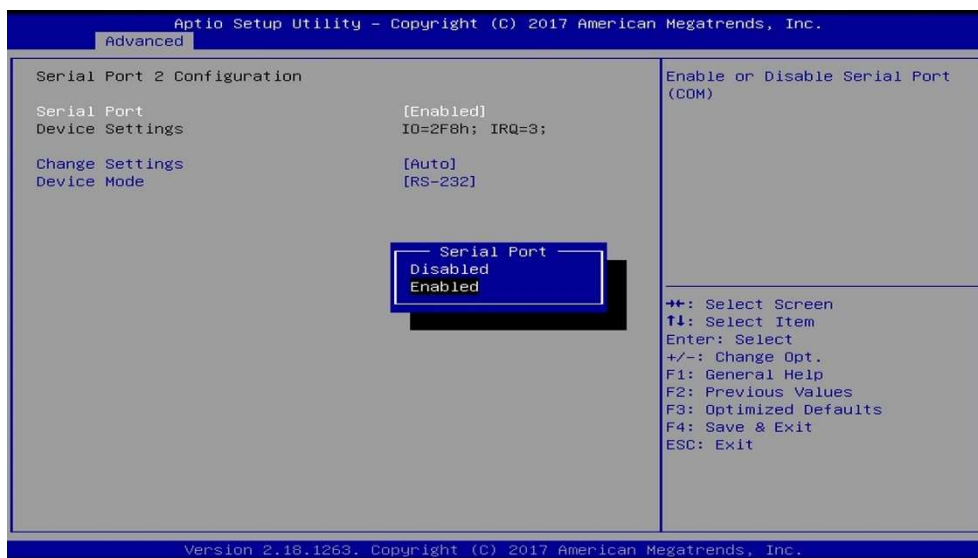 Aptio Setup Utility – Copyright (C) 2017 American Megatrends, Inc.
Advanced
Serial Port 2 Configuration
Serial Port [Enabled]
Device Settings IO=2F8h; IRQ=3;
Change Settings [Auto]
Device Mode [RS-232]
Serial Port
Disabled
Enabled
Enable or Disable Serial Port
(COM)
→←: Select Screen
↑↓: Select Item
Enter: Select
+/-: Change Opt.
F1: General Help
F2: Previous Values
F3: Optimized Defaults
F4: Save & Exit
ESC: Exit
Version 2.18.1263. Copyright (C) 2017 American Megatrends, Inc.